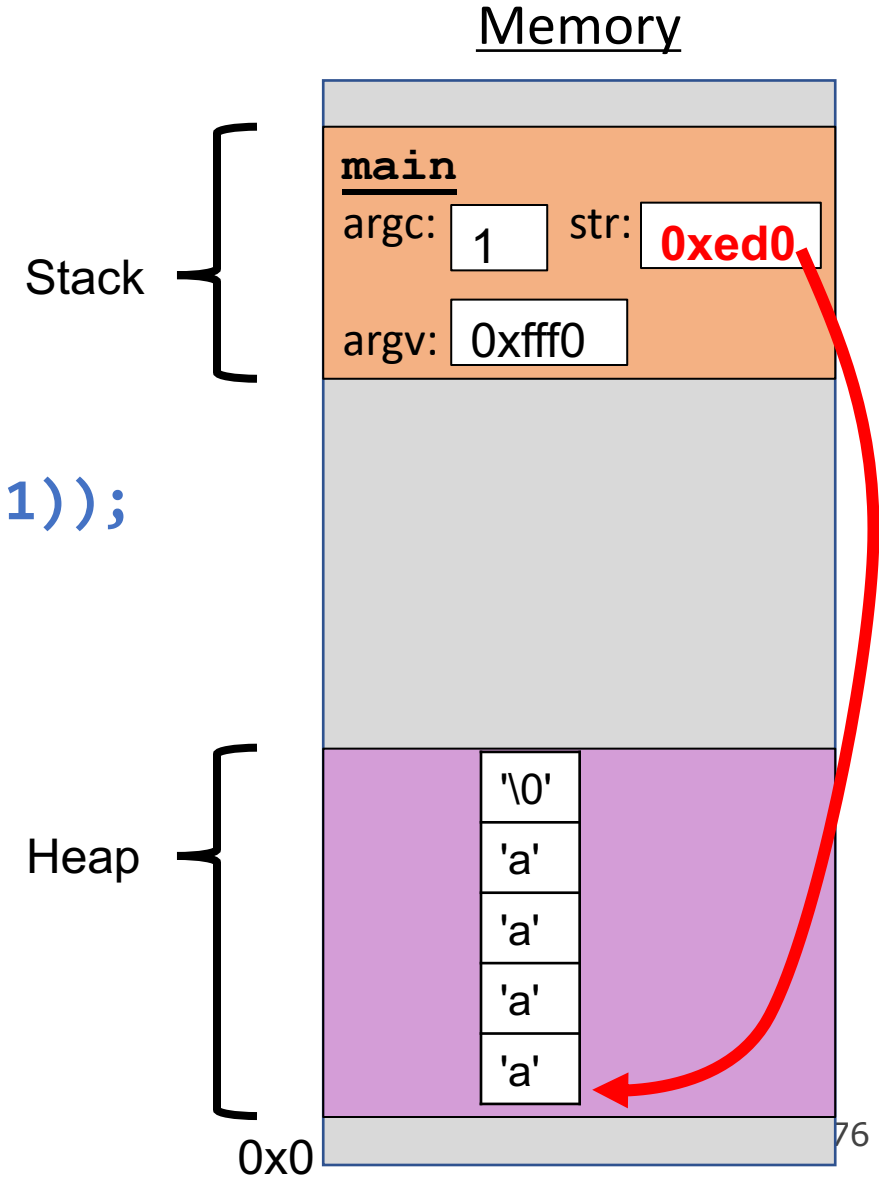 Memory
main
argc: 1 str: 0xed0
Stack
argv: 0xfff0
1));
'\0'
Heap
'a'
'a'
'a'
'a'
0x0
76